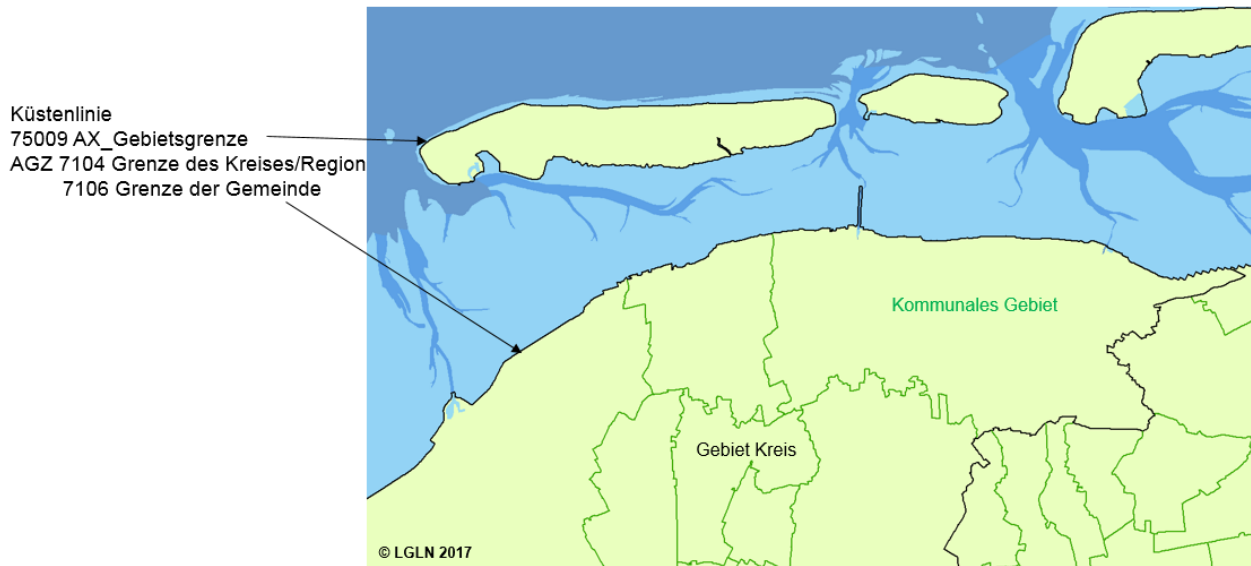 Küstenlinie
75009 AX_Gebietsgrenze
AGZ 7104 Grenze des Kreises/Region
7106 Grenze der Gemeinde
Kommunales Gebiet
Gebiet Kreis
© LGLN 2017